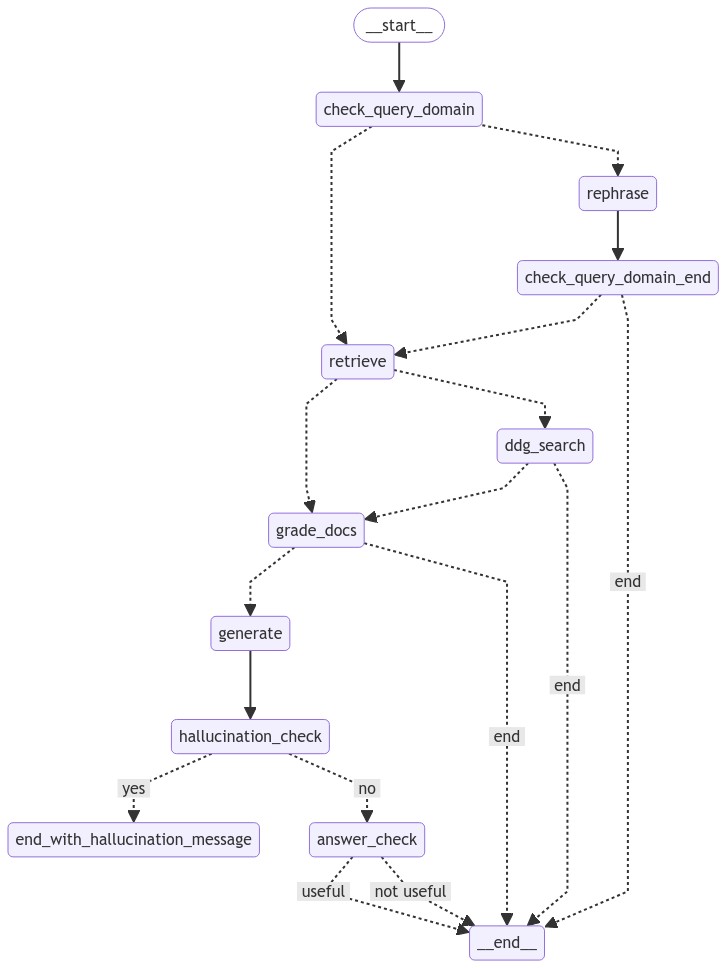 __start__
check_query_domain
rephrase
check_query_domain_end
retrieve
ddg_search
grade_docs
end
generate
end
end
hallucination_check
yes
no
end_with_hallucination_message
answer_check
useful
not useful
__end__